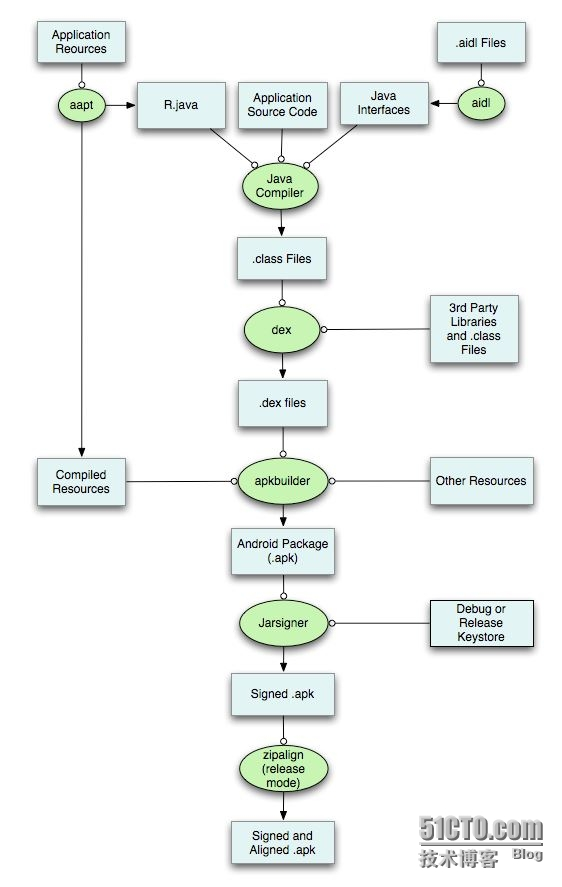 Application
Reources
.aidl Files
aapt
R.java
Application
Source Code
Java
Interfaces
aidl
Java
Compiler
.class Files
dex
3rd Party
Libraries
and .class
Files
.dex files
Compiled
Resources
apkbuilder
Other Resources
Android Package
(.apk)
Jarsigner
Debug or
Release
Keystore
Signed .apk
zipalign
(release
mode)
Signed and
Aligned .apk
51CTO.com
技术博客 Blog